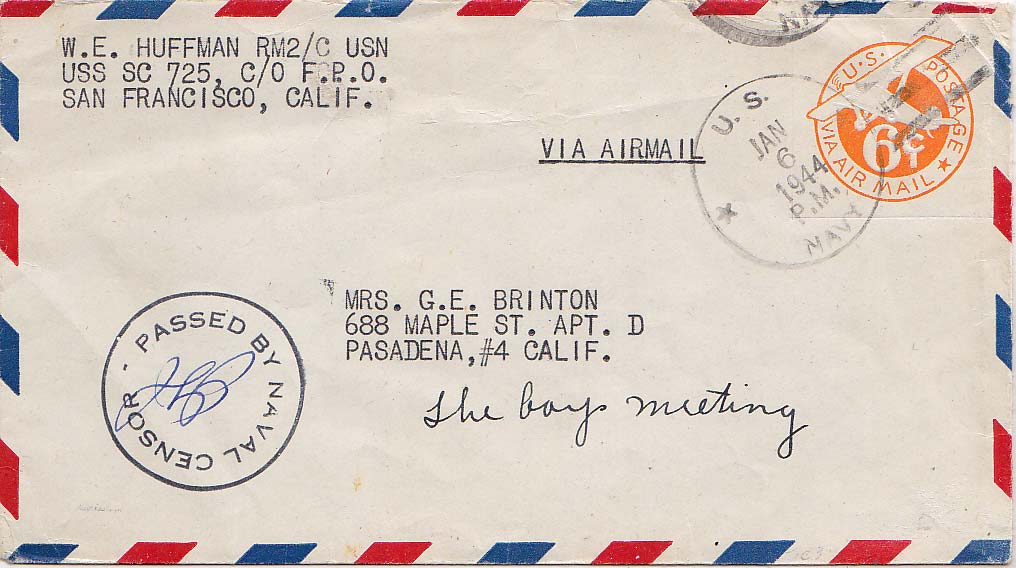 W.E. HUFFMAN RM2/C USN
USS SC 725, C/O F.P.O.
SAN FRANCISCO, CALIF.
VIA AIRMAIL
U. S. NAVY
JAN
6
1944
P.M.
U.S. POSTAGE
6¢
VIA AIR MAIL
MRS. G.E. BRINTON
688 MAPLE ST. APT. D
PASADENA,#4 CALIF.
The boys meeting
PASSED BY NAVAL CENSOR -